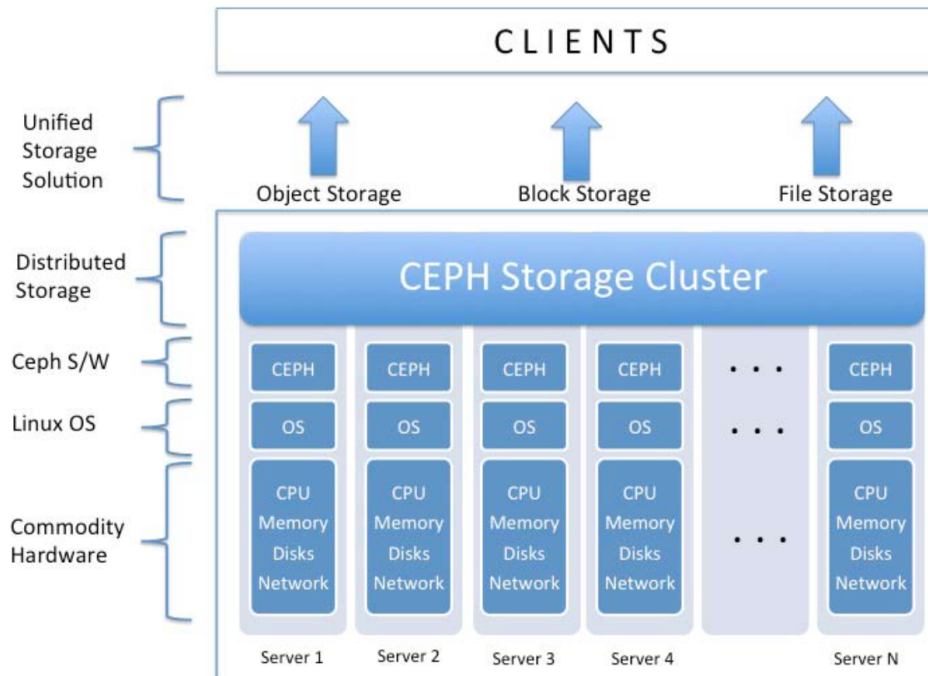 CLIENTS
Unified
Storage
Solution
Object Storage
Block Storage
File Storage
Distributed
Storage
CEPH Storage Cluster
Ceph S/W
CEPH
CEPH
CEPH
CEPH
. . .
CEPH
Linux OS
OS
OS
OS
OS
. . .
OS
Commodity
Hardware
CPU
Memory
Disks
Network
CPU
Memory
Disks
Network
CPU
Memory
Disks
Network
CPU
Memory
Disks
Network
. . .
CPU
Memory
Disks
Network
Server 1
Server 2
Server 3
Server 4
Server N